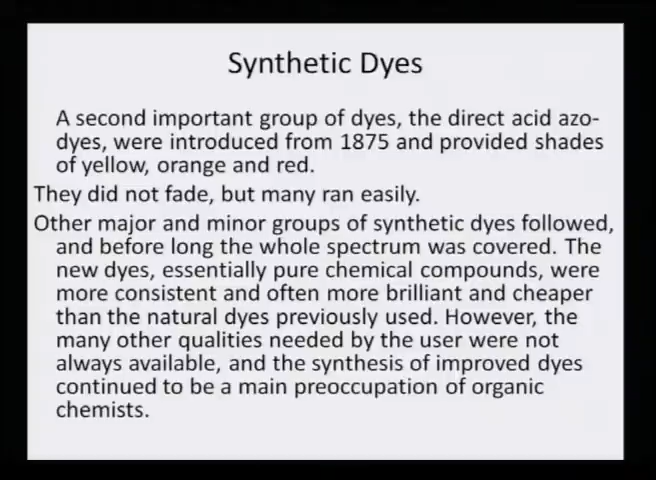 Synthetic Dyes
A second important group of dyes, the direct acid azo-
dyes, were introduced from 1875 and provided shades
of yellow, orange and red.
They did not fade, but many ran easily.
Other major and minor groups of synthetic dyes followed,
and before long the whole spectrum was covered. The
new dyes, essentially pure chemical compounds, were
more consistent and often more brilliant and cheaper
than the natural dyes previously used. However, the
many other qualities needed by the user were not
always available, and the synthesis of improved dyes
continued to be a main preoccupation of organic
chemists.